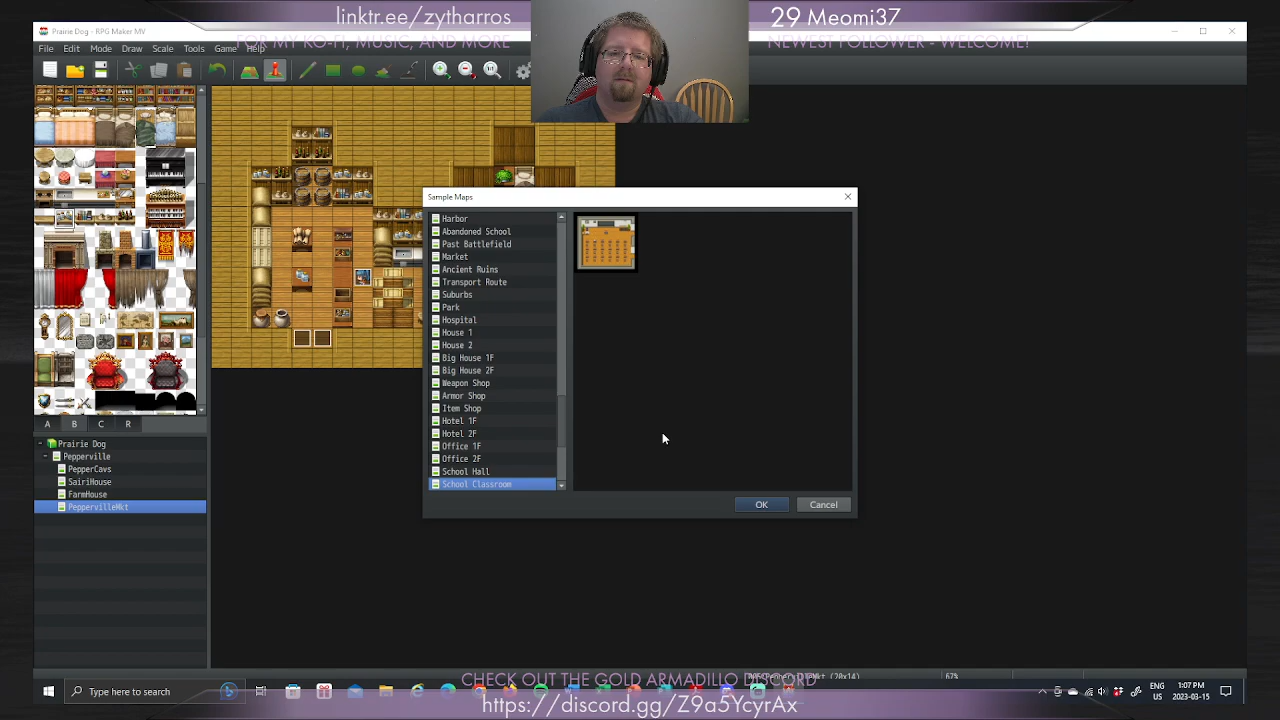 linktr.ee/zytharros
29 Meomi37
Prairie Dog - RPG Maker MV
FOR MY KO-FI, MUSIC, AND MORE
NEWEST FOLLOWER - WELCOME!
File Edit Mode Draw Scale Tools Game Help
Sample Maps
Harbor
Abandoned School
Past Battlefield
Market
Ancient Ruins
Transport Route
Suburbs
Park
Hospital
House 1
House 2
Big House 1F
Big House 2F
Weapon Shop
Armor Shop
Item Shop
Hotel 1F
Hotel 2F
Office 1F
Office 2F
School Hall
School Classroom
OK Cancel
A B C R
Prairie Dog
Pepperville
PepperCavs
SairiHouse
FarmHouse
PeppervilleMkt
CHECK OUT THE GOLD ARMADILLO DISCORD
67%
Type here to search
ENG
US
1:07 PM
2023-03-15
https://discord.gg/Z9a5YcyrAx